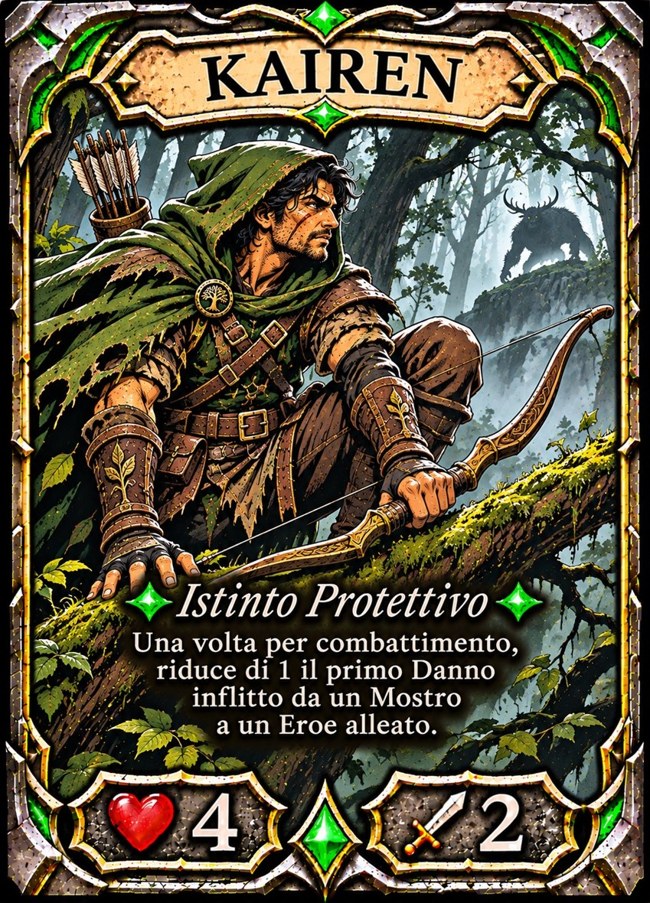 KAIREN
Istinto Protettivo
Una volta per combattimento,
riduce di 1 il primo Danno
inflitto da un Mostro
a un Eroe alleato.
4 2